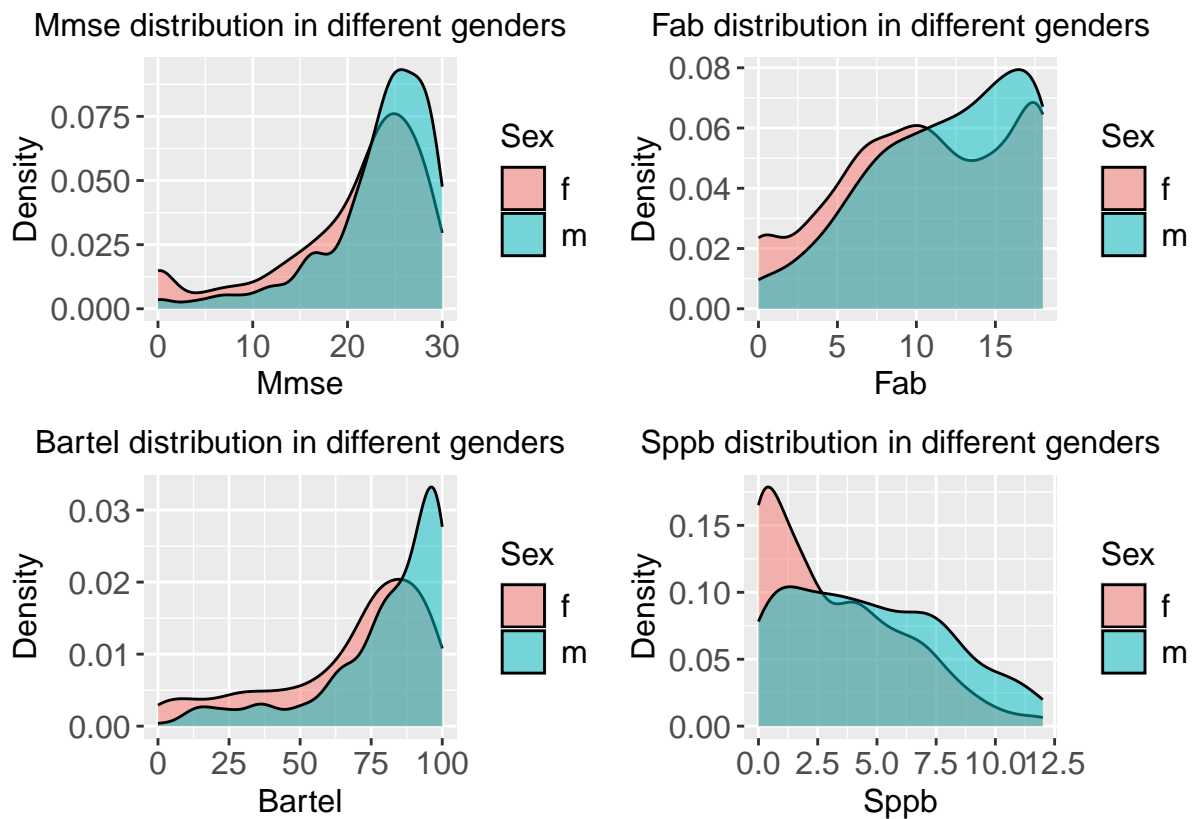 Mmse distribution in different genders
Density
0.075
0.050
0.025
0.000
0 10 20 30
Mmse
Sex
f
m
Fab distribution in different genders
Density
0.08
0.06
0.04
0.02
0.00
0 5 10 15
Fab
Sex
f
m
Bartel distribution in different genders
Density
0.03
0.02
0.01
0.00
0 25 50 75 100
Bartel
Sex
f
m
Sppb distribution in different genders
Density
0.15
0.10
0.05
0.00
0.0 2.5 5.0 7.5 10.0 12.5
Sppb
Sex
f
m